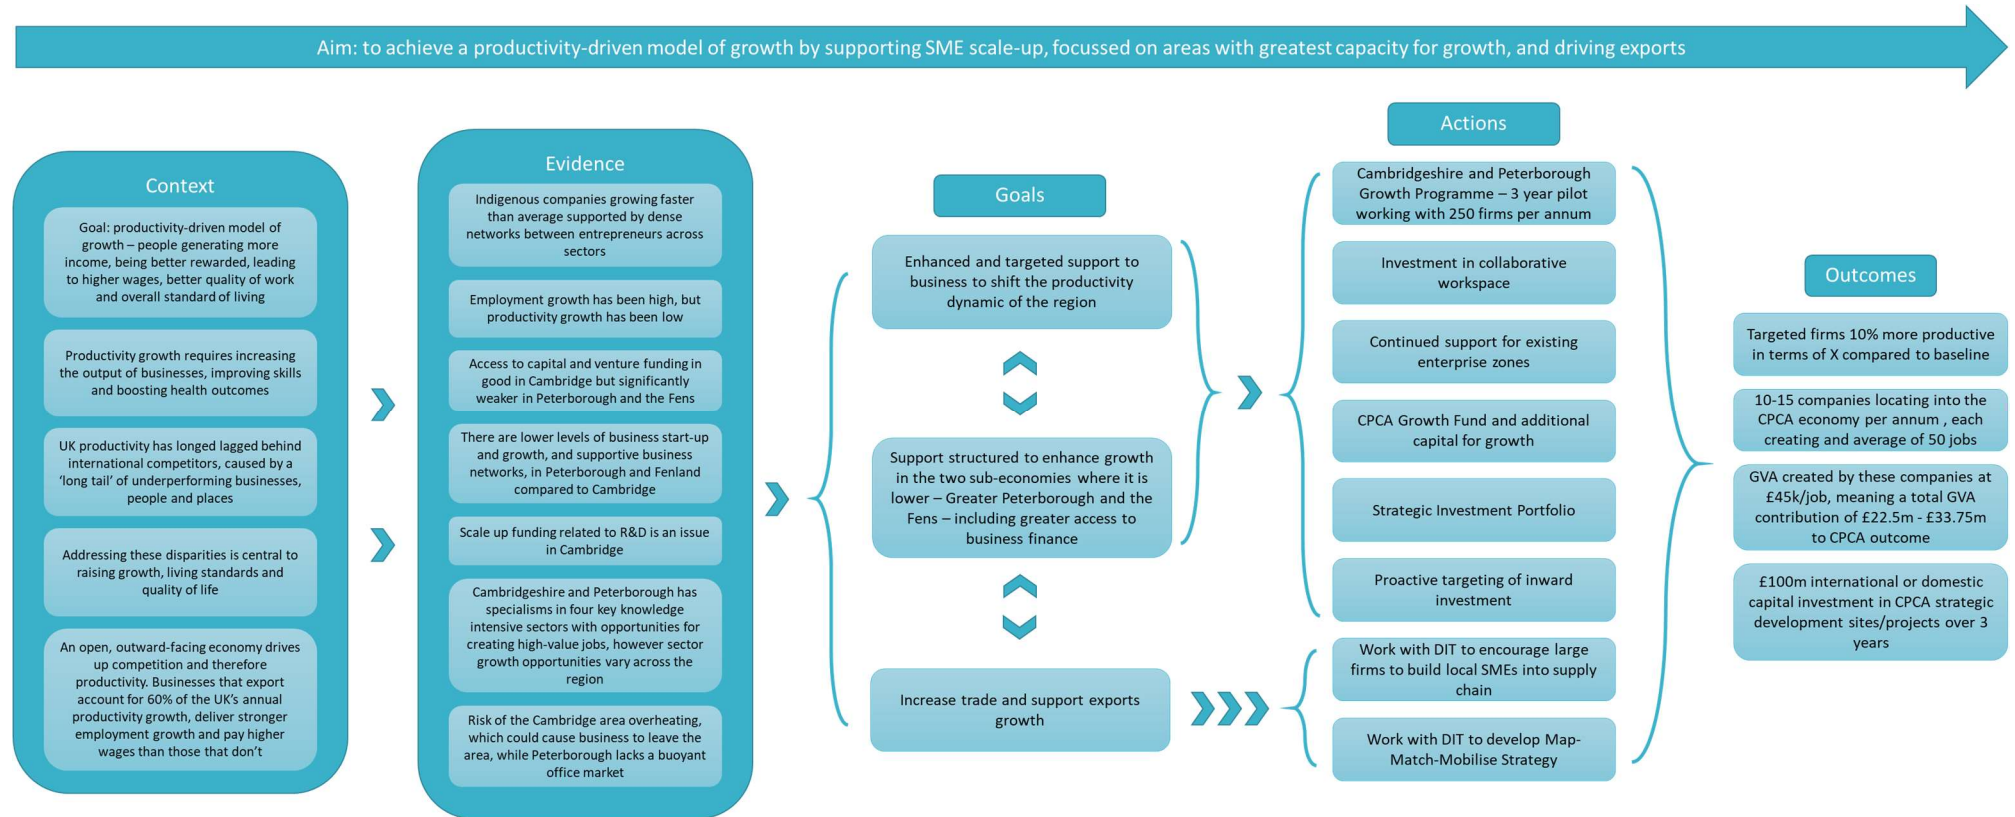 Aim: to achieve a productivity-driven model of growth by supporting SME scale-up, focussed on areas with greatest capacity for growth, and driving exports
Context
Goal: productivity-driven model of
growth – people generating more
income, being better rewarded, leading
to higher wages, better quality of work
and overall standard of living
Productivity growth requires increasing
the output of businesses, improving skills
and boosting health outcomes
UK productivity has longed lagged behind
international competitors, caused by a
'long tail' of underperforming businesses,
people and places
Addressing these disparities is central to
raising growth, living standards and
quality of life
An open, outward-facing economy drives
up competition and therefore
productivity. Businesses that export
account for 60% of the UK's annual
productivity growth, deliver stronger
employment growth and pay higher
wages than those that don't
Evidence
Indigenous companies growing faster
than average supported by dense
networks between entrepreneurs across
sectors
Employment growth has been high, but
productivity growth has been low
Access to capital and venture funding in
good in Cambridge but significantly
weaker in Peterborough and the Fens
There are lower levels of business start-up
and growth, and supportive business
networks, in Peterborough and Fenland
compared to Cambridge
Scale up funding related to R&D is an issue
in Cambridge
Cambridgeshire and Peterborough has
specialisms in four key knowledge
intensive sectors with opportunities for
creating high-value jobs, however sector
growth opportunities vary across the
region
Risk of the Cambridge area overheating,
which could cause business to leave the
area, while Peterborough lacks a buoyant
office market
Goals
Enhanced and targeted support to
business to shift the productivity
dynamic of the region
Support structured to enhance growth
in the two sub-economies where it is
lower – Greater Peterborough and the
Fens – including greater access to
business finance
Increase trade and support exports
growth
Actions
Cambridgeshire and Peterborough
Growth Programme – 3 year pilot
working with 250 firms per annum
Investment in collaborative
workspace
Continued support for existing
enterprise zones
CPCA Growth Fund and additional
capital for growth
Strategic Investment Portfolio
Proactive targeting of inward
investment
Work with DIT to encourage large
firms to build local SMEs into supply
chain
Work with DIT to develop Map-
Match-Mobilise Strategy
Outcomes
Targeted firms 10% more productive
in terms of X compared to baseline
10-15 companies locating into the
CPCA economy per annum , each
creating and average of 50 jobs
GVA created by these companies at
£45k/job, meaning a total GVA
contribution of £22.5m - £33.75m
to CPCA outcome
£100m international or domestic
capital investment in CPCA strategic
development sites/projects over 3
years